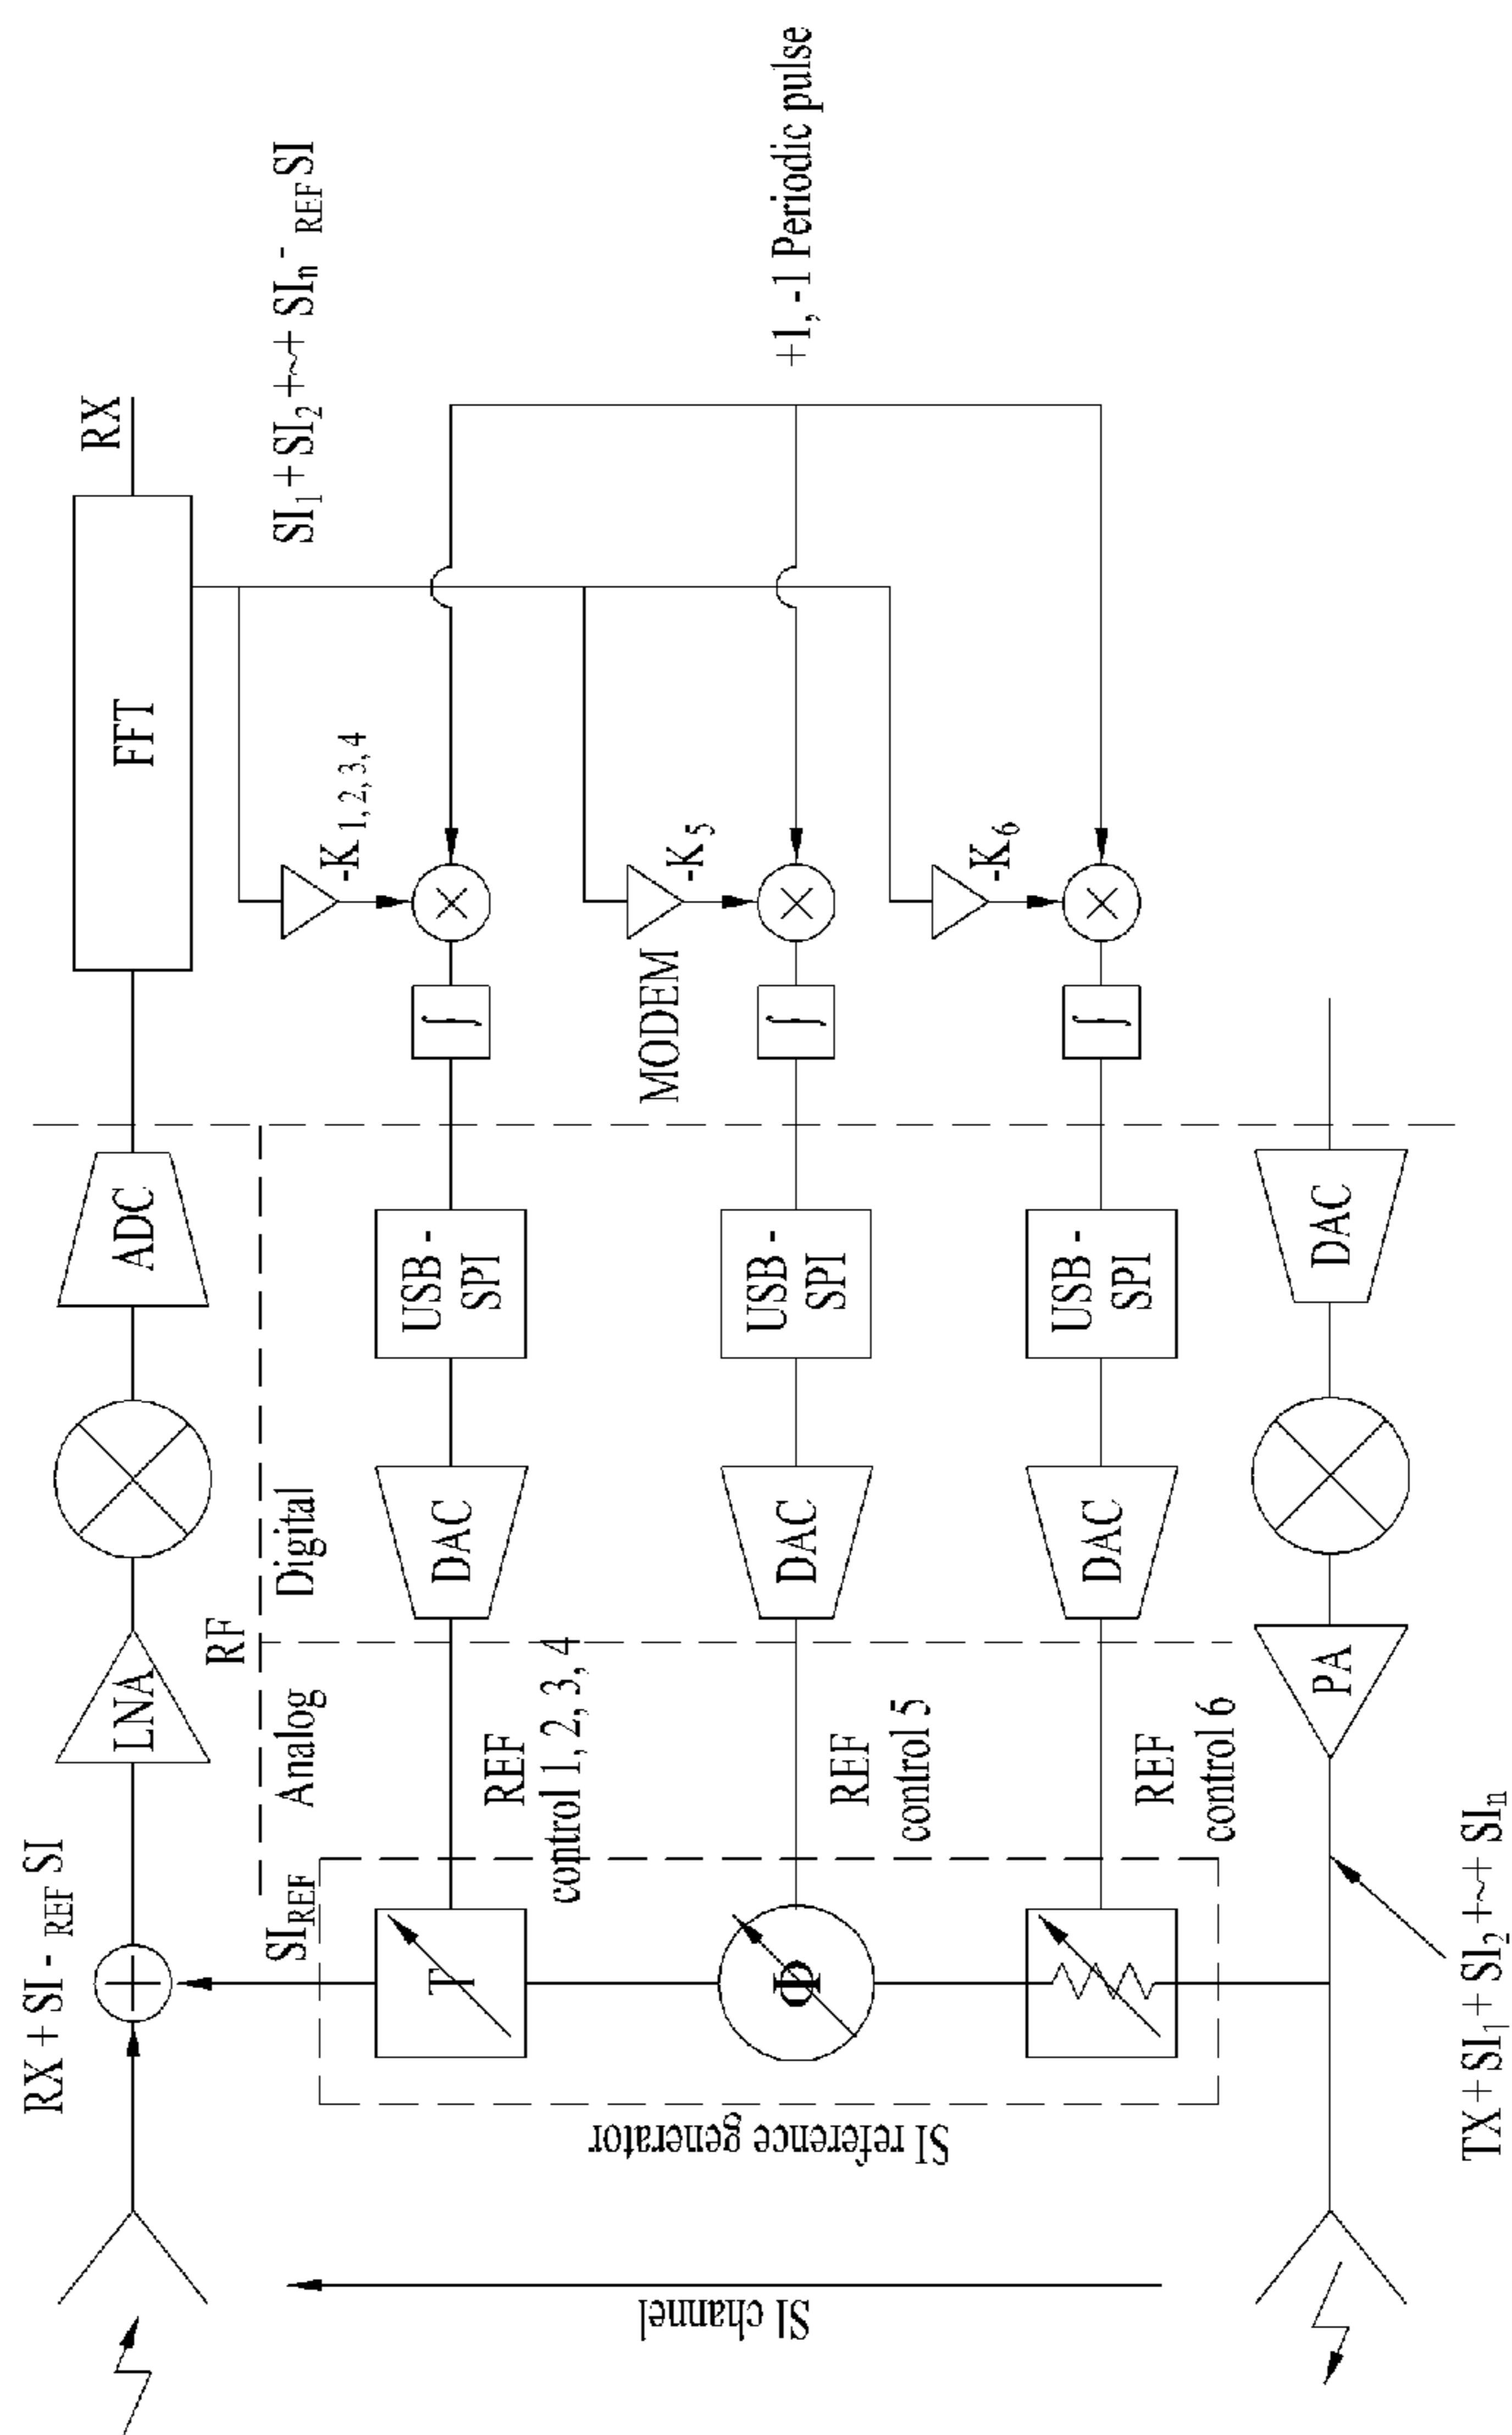 RX + SI - REF SI
LNA
ADC
FFT
RX
SI1 + SI2 +~+ SIn - REF SI
RF
SIREF
Analog
Digital
T
REF
control 1, 2, 3, 4
DAC
USB -
SPI
∫
-K1, 2, 3, 4
MODEM
Φ
REF
control 5
DAC
USB -
SPI
∫
-K5
+1, -1 Periodic pulse
REF
control 6
DAC
USB -
SPI
∫
-K6
SI reference generator
SI channel
PA
DAC
TX + SI1 + SI2 +~+ SIn